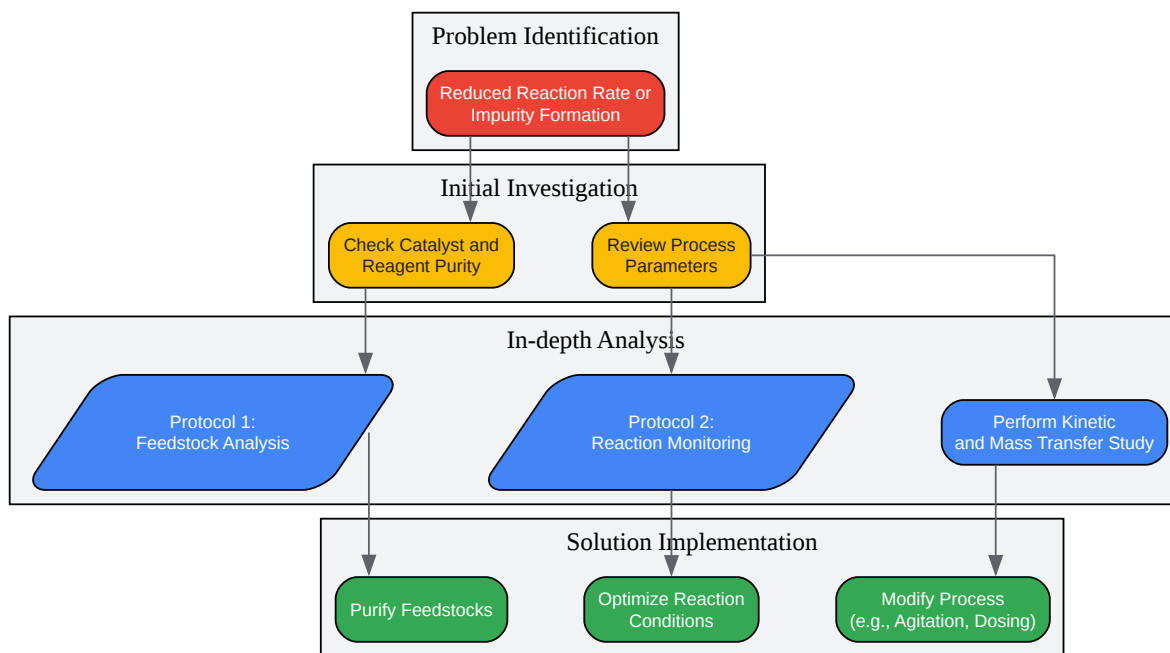 Problem Identification
Reduced Reaction Rate or
Impurity Formation
Initial Investigation
Check Catalyst and
Reagent Purity
Review Process
Parameters
In-depth Analysis
Protocol 1:
Feedstock Analysis
Protocol 2:
Reaction Monitoring
Perform Kinetic
and Mass Transfer Study
Solution Implementation
Purify Feedstocks
Optimize Reaction
Conditions
Modify Process
(e.g., Agitation, Dosing)